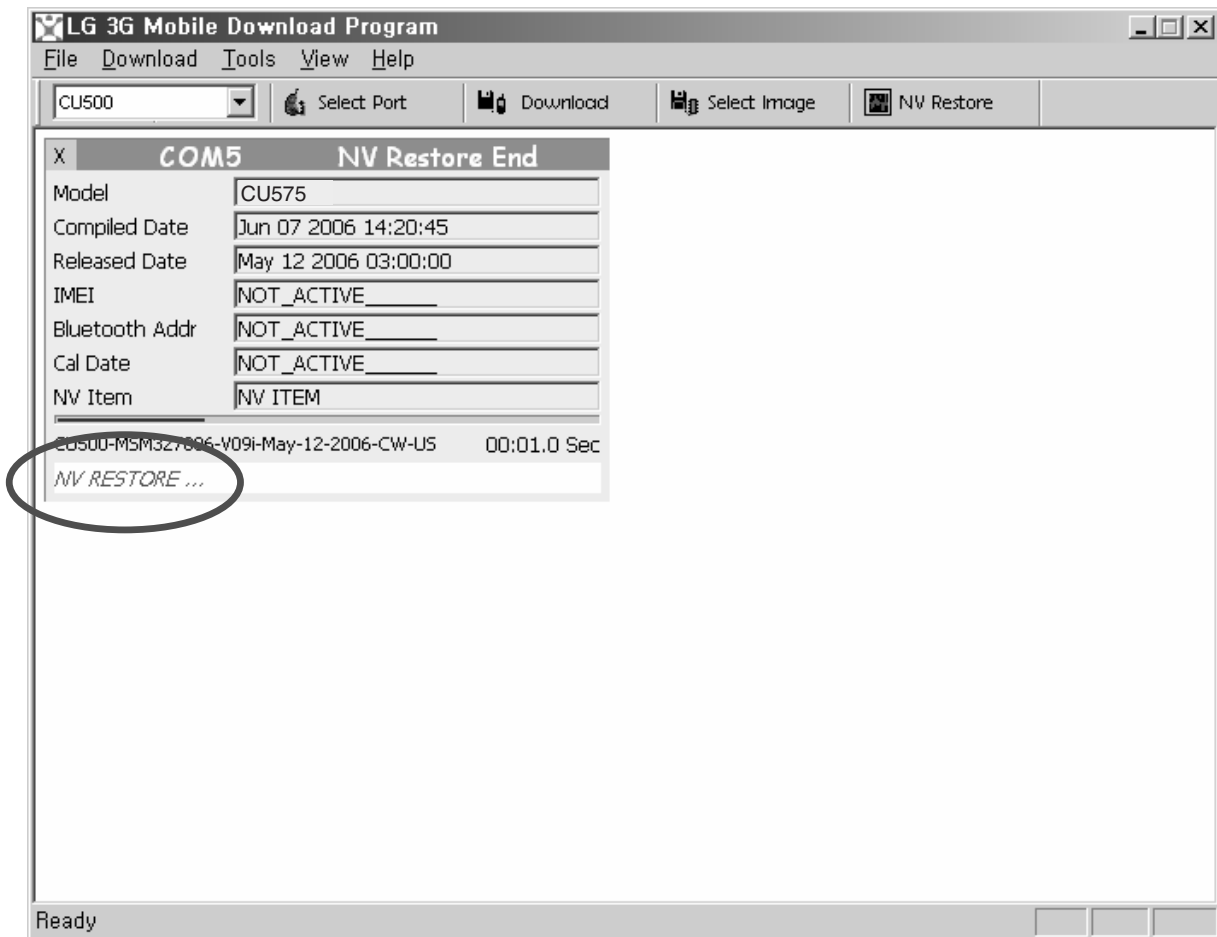 LG 3G Mobile Download Program
File Download Tools View Help
CU500 Select Port Download Select Image NV Restore
X COM5 NV Restore End
Model CU575
Compiled Date Jun 07 2006 14:20:45
Released Date May 12 2006 03:00:00
IMEI NOT_ACTIVE______
Bluetooth Addr NOT_ACTIVE______
Cal Date NOT_ACTIVE______
NV Item NV ITEM
CU500-MSM327006-V09i-May-12-2006-CW-US 00:01.0 Sec
NV RESTORE ...
Ready